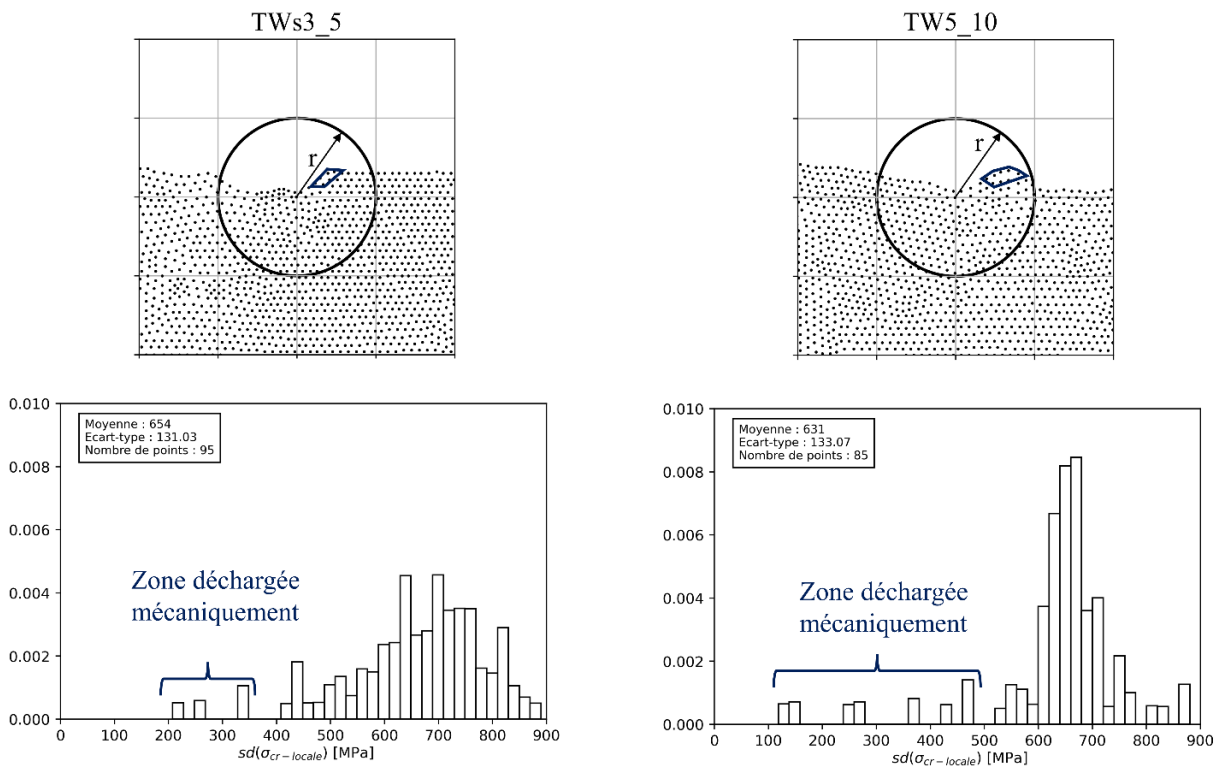 TWs3_5
TW5_10
r
r
0.010
0.008
0.006
0.004
0.002
0.000
Moyenne : 654
Ecart-type : 131.03
Nombre de points : 95
Zone déchargée
mécaniquement
0 100 200 300 400 500 600 700 800 900
sd(σcr−locale) [MPa]
0.010
0.008
0.006
0.004
0.002
0.000
Moyenne : 631
Ecart-type : 133.07
Nombre de points : 85
Zone déchargée
mécaniquement
0 100 200 300 400 500 600 700 800 900
sd(σcr−locale) [MPa]